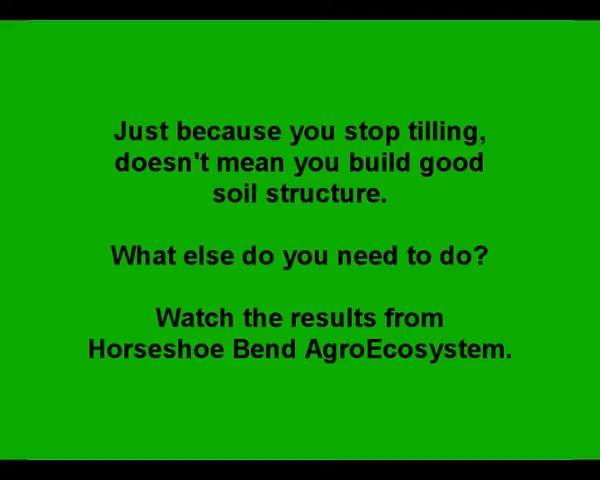 Just because you stop tilling,
doesn't mean you build good
soil structure.
What else do you need to do?
Watch the results from
Horseshoe Bend AgroEcosystem.